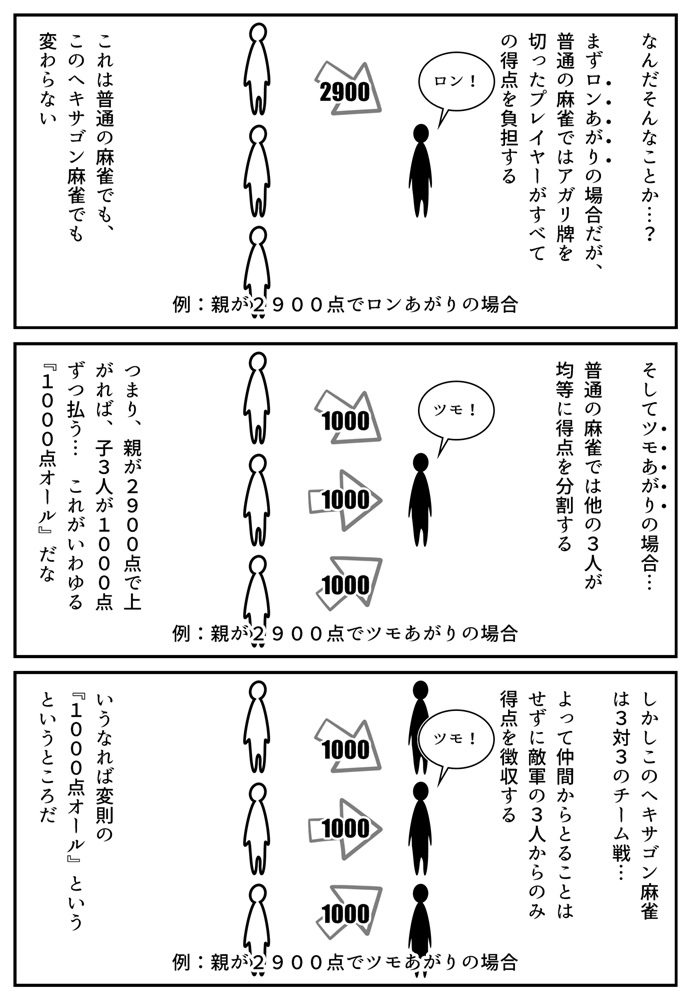 なんだそんなことか…？
まずロンあがりの場合だが、
普通の麻雀ではアガリ牌を
切ったプレイヤーがすべて
の得点を負担する
ロン！
2900
これは普通の麻雀でも、
このヘキサゴン麻雀でも
変わらない
例：親が２９００点でロンあがりの場合
そしてツモあがりの場合…
普通の麻雀では他の３人が
均等に得点を分割する
ツモ！
1000
1000
1000
つまり、親が２９００点で上
がれば、子３人が１０００点
ずつ払う…　これがいわゆる
『１０００点オール』だな
例：親が２９００点でツモあがりの場合
しかしこのヘキサゴン麻雀
は３対３のチーム戦…
よって仲間からとることは
せずに敵軍の３人からのみ
得点を徴収する
ツモ！
1000
1000
1000
いうなれば変則の
『１０００点オール』という
というところだ
例：親が２９００点でツモあがりの場合